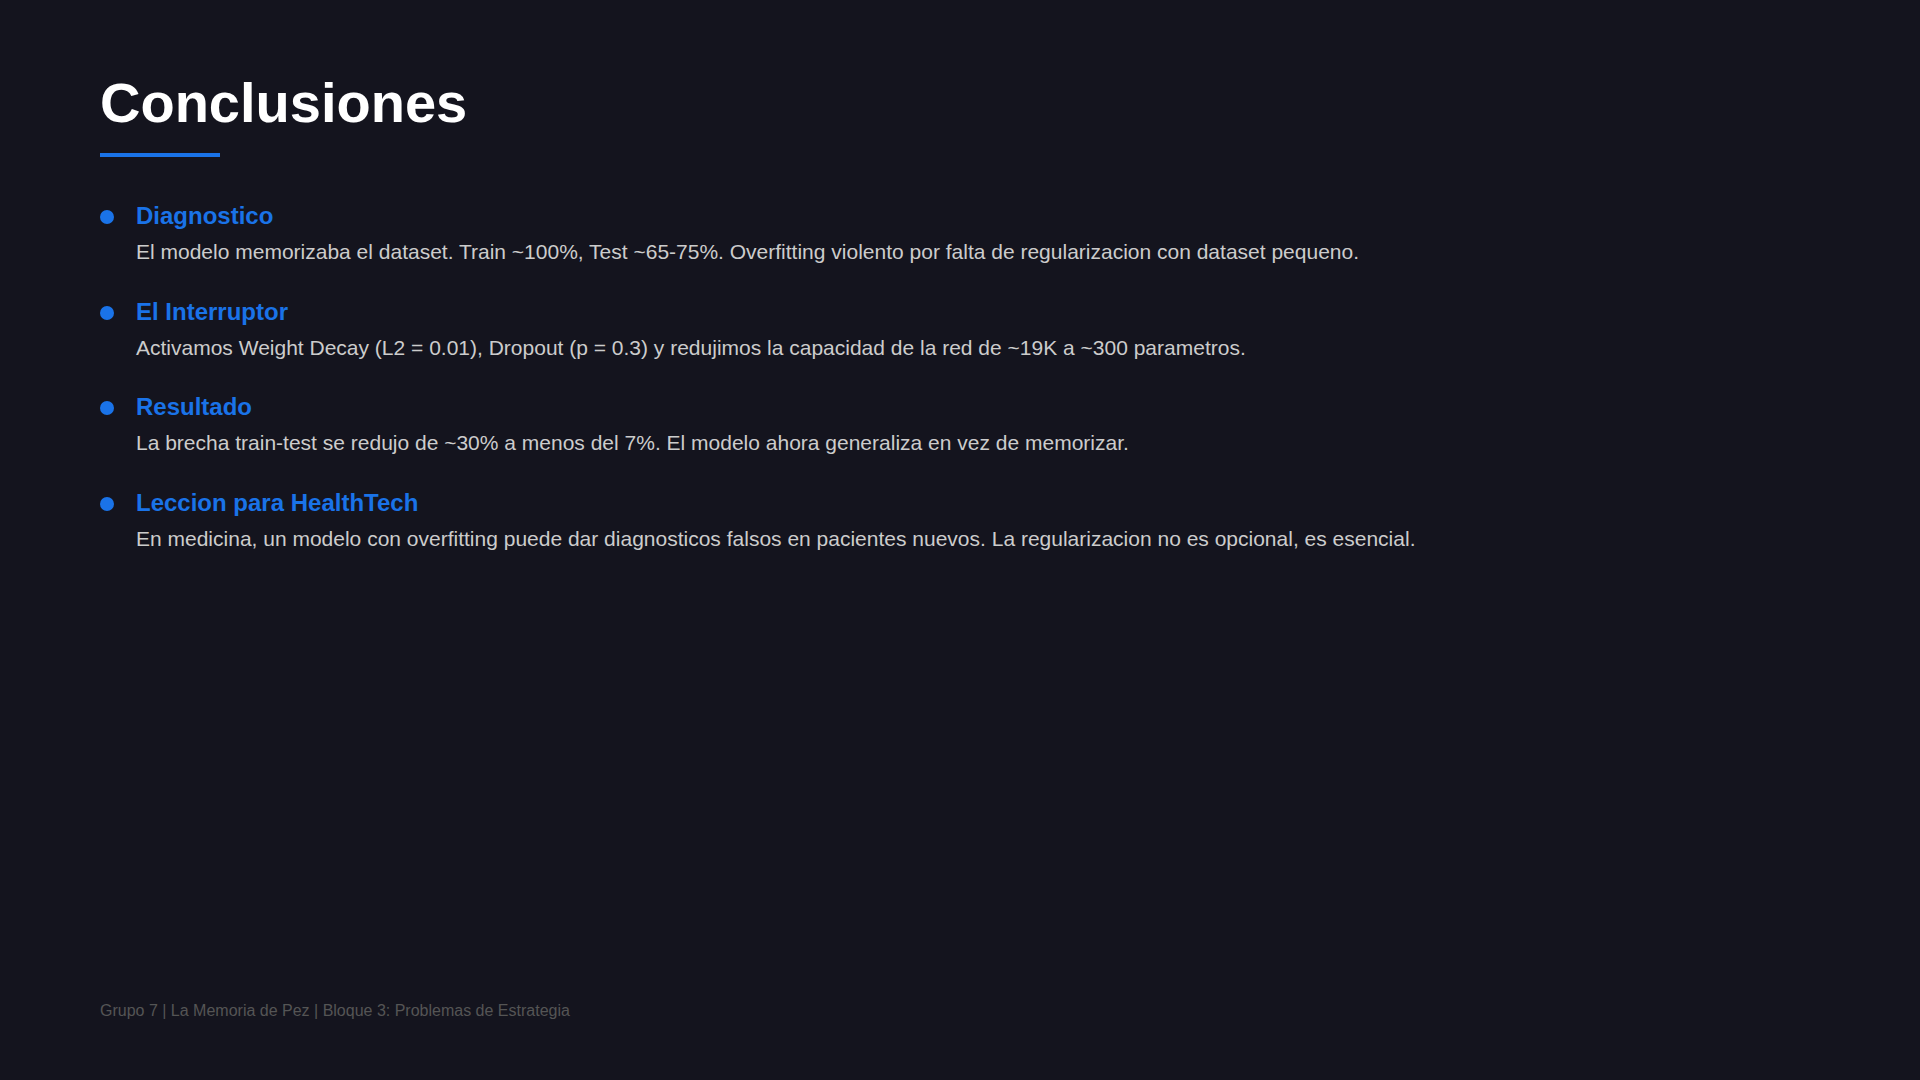 Conclusiones
Diagnostico
El modelo memorizaba el dataset. Train ~100%, Test ~65-75%. Overfitting violento por falta de regularizacion con dataset pequeno.
El Interruptor
Activamos Weight Decay (L2 = 0.01), Dropout (p = 0.3) y redujimos la capacidad de la red de ~19K a ~300 parametros.
Resultado
La brecha train-test se redujo de ~30% a menos del 7%. El modelo ahora generaliza en vez de memorizar.
Leccion para HealthTech
En medicina, un modelo con overfitting puede dar diagnosticos falsos en pacientes nuevos. La regularizacion no es opcional, es esencial.
Grupo 7 | La Memoria de Pez | Bloque 3: Problemas de Estrategia